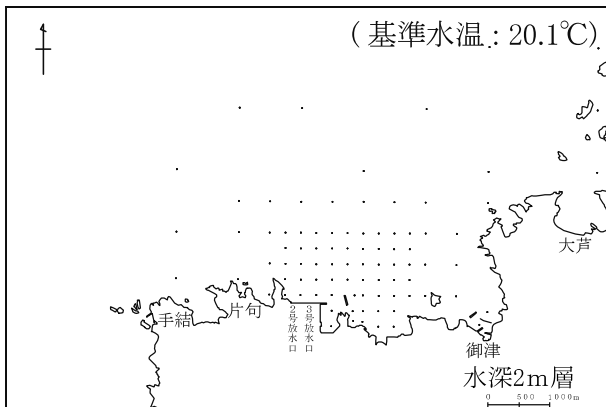 (基準水温：20.1℃)
大芦
手結
片句
2号放水口
3号放水口
御津
水深2m層
0 500 1000m